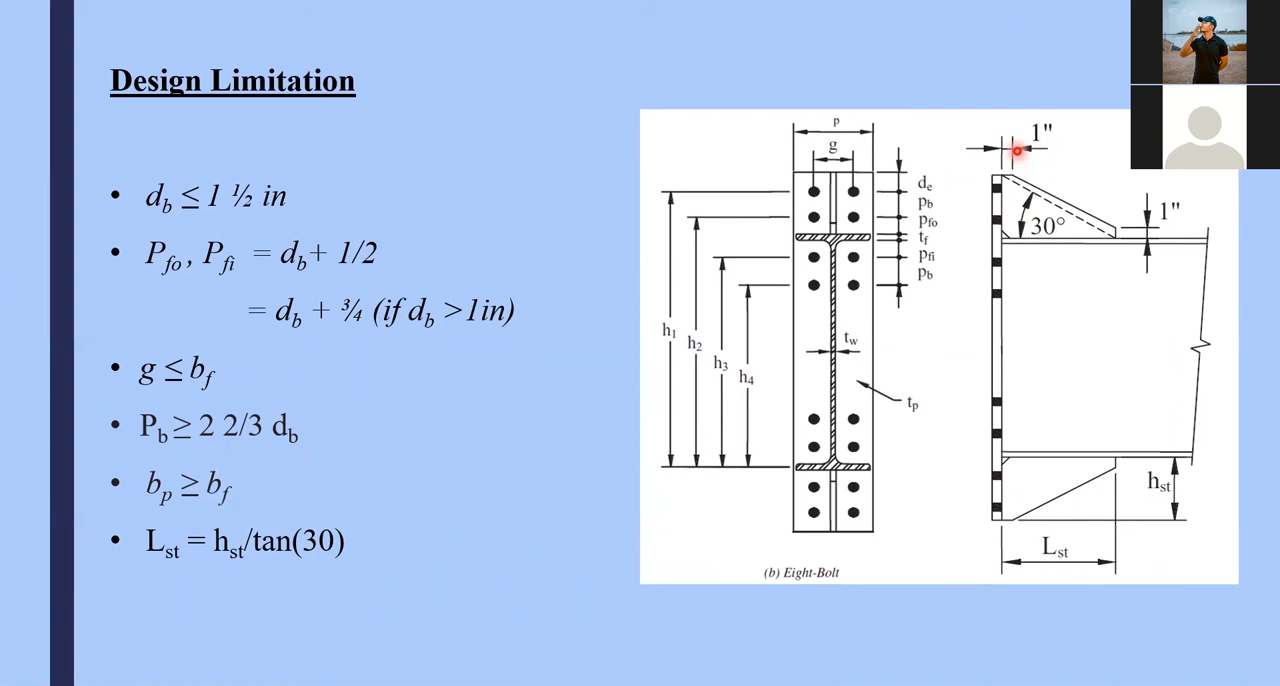 Design Limitation
• d_b ≤ 1 ½ in
• P_fo, P_fi = d_b + 1/2
= d_b + ¾ (if d_b >1in)
• g ≤ b_f
• P_b ≥ 2 2/3 d_b
• b_p ≥ b_f
• L_st = h_st/tan(30)
p
g
d_e
p_b
p_fo
t_f
p_fi
p_b
h_1
h_2
h_3
h_4
t_w
t_p
(b) Eight-Bolt
1"
30°
1"
h_st
L_st